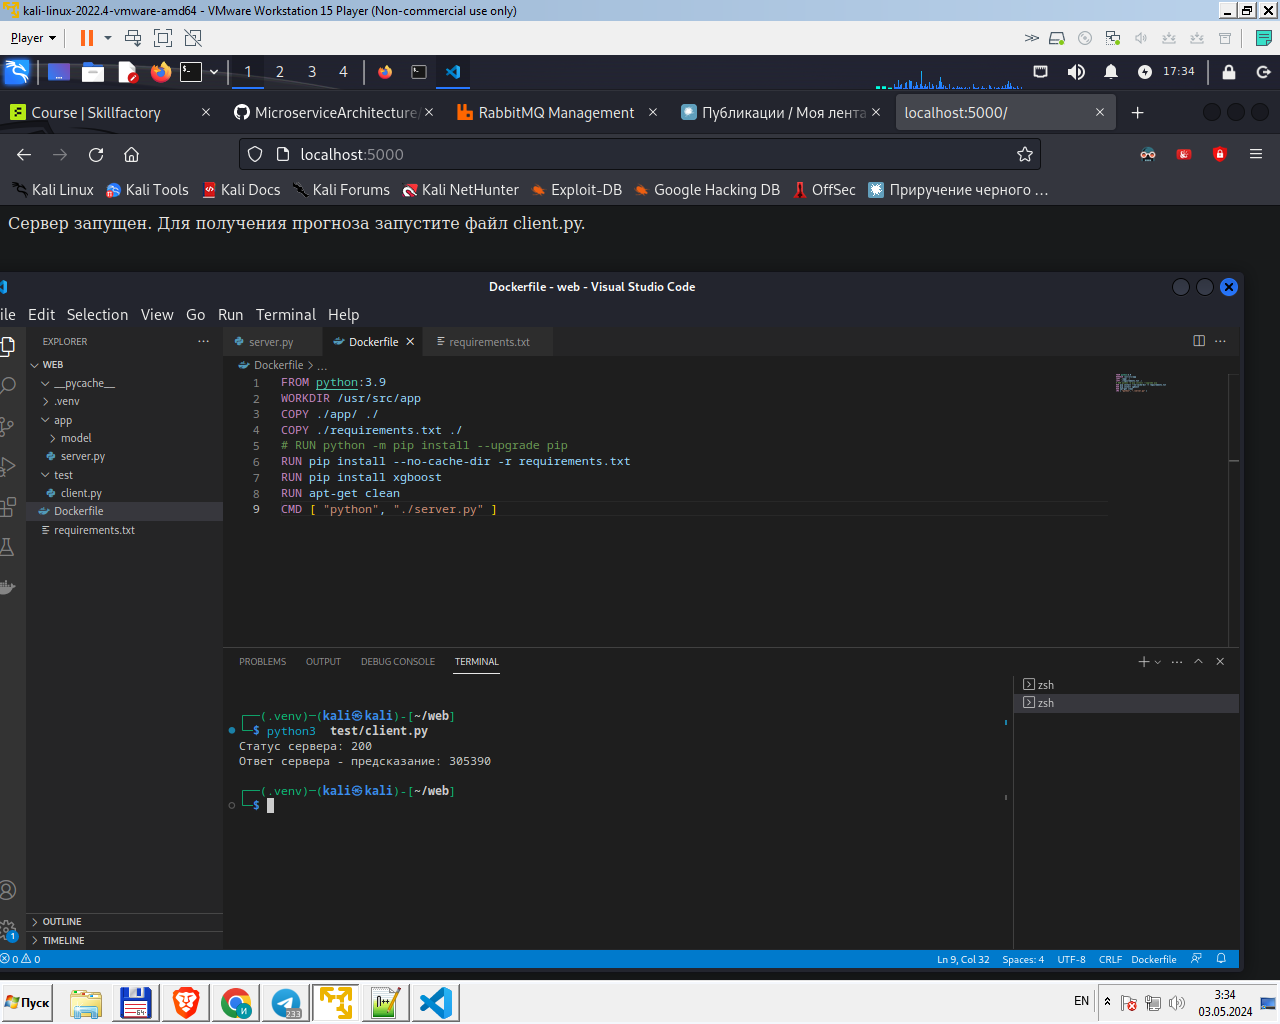 kali-linux-2022.4-vmware-amd64 - VMware Workstation 15 Player (Non-commercial use only)
Player
1 2 3 4
17:34
Course | Skillfactory
MicroserviceArchitecture/
RabbitMQ Management
Публикации / Моя лента
localhost:5000/
localhost:5000
Kali Linux Kali Tools Kali Docs Kali Forums Kali NetHunter Exploit-DB Google Hacking DB OffSec Приручение черного ...
Сервер запущен. Для получения прогноза запустите файл client.py.
Dockerfile - web - Visual Studio Code
ile Edit Selection View Go Run Terminal Help
EXPLORER
WEB
__pycache__
.venv
app
model
server.py
test
client.py
Dockerfile
requirements.txt
OUTLINE
TIMELINE
server.py Dockerfile requirements.txt
Dockerfile > ...
1 FROM python:3.9
2 WORKDIR /usr/src/app
3 COPY ./app/ ./
4 COPY ./requirements.txt ./
5 # RUN python -m pip install --upgrade pip
6 RUN pip install --no-cache-dir -r requirements.txt
7 RUN pip install xgboost
8 RUN apt-get clean
9 CMD [ "python", "./server.py" ]
PROBLEMS OUTPUT DEBUG CONSOLE TERMINAL
zsh
zsh
(.venv)-(kali㉿kali)-[~/web]
$ python3 test/client.py
Статус сервера: 200
Ответ сервера - предсказание: 305390
(.venv)-(kali㉿kali)-[~/web]
$
1
0 0
Ln 9, Col 32 Spaces: 4 UTF-8 CRLF Dockerfile
Пуск
64
233
EN
3:34
03.05.2024